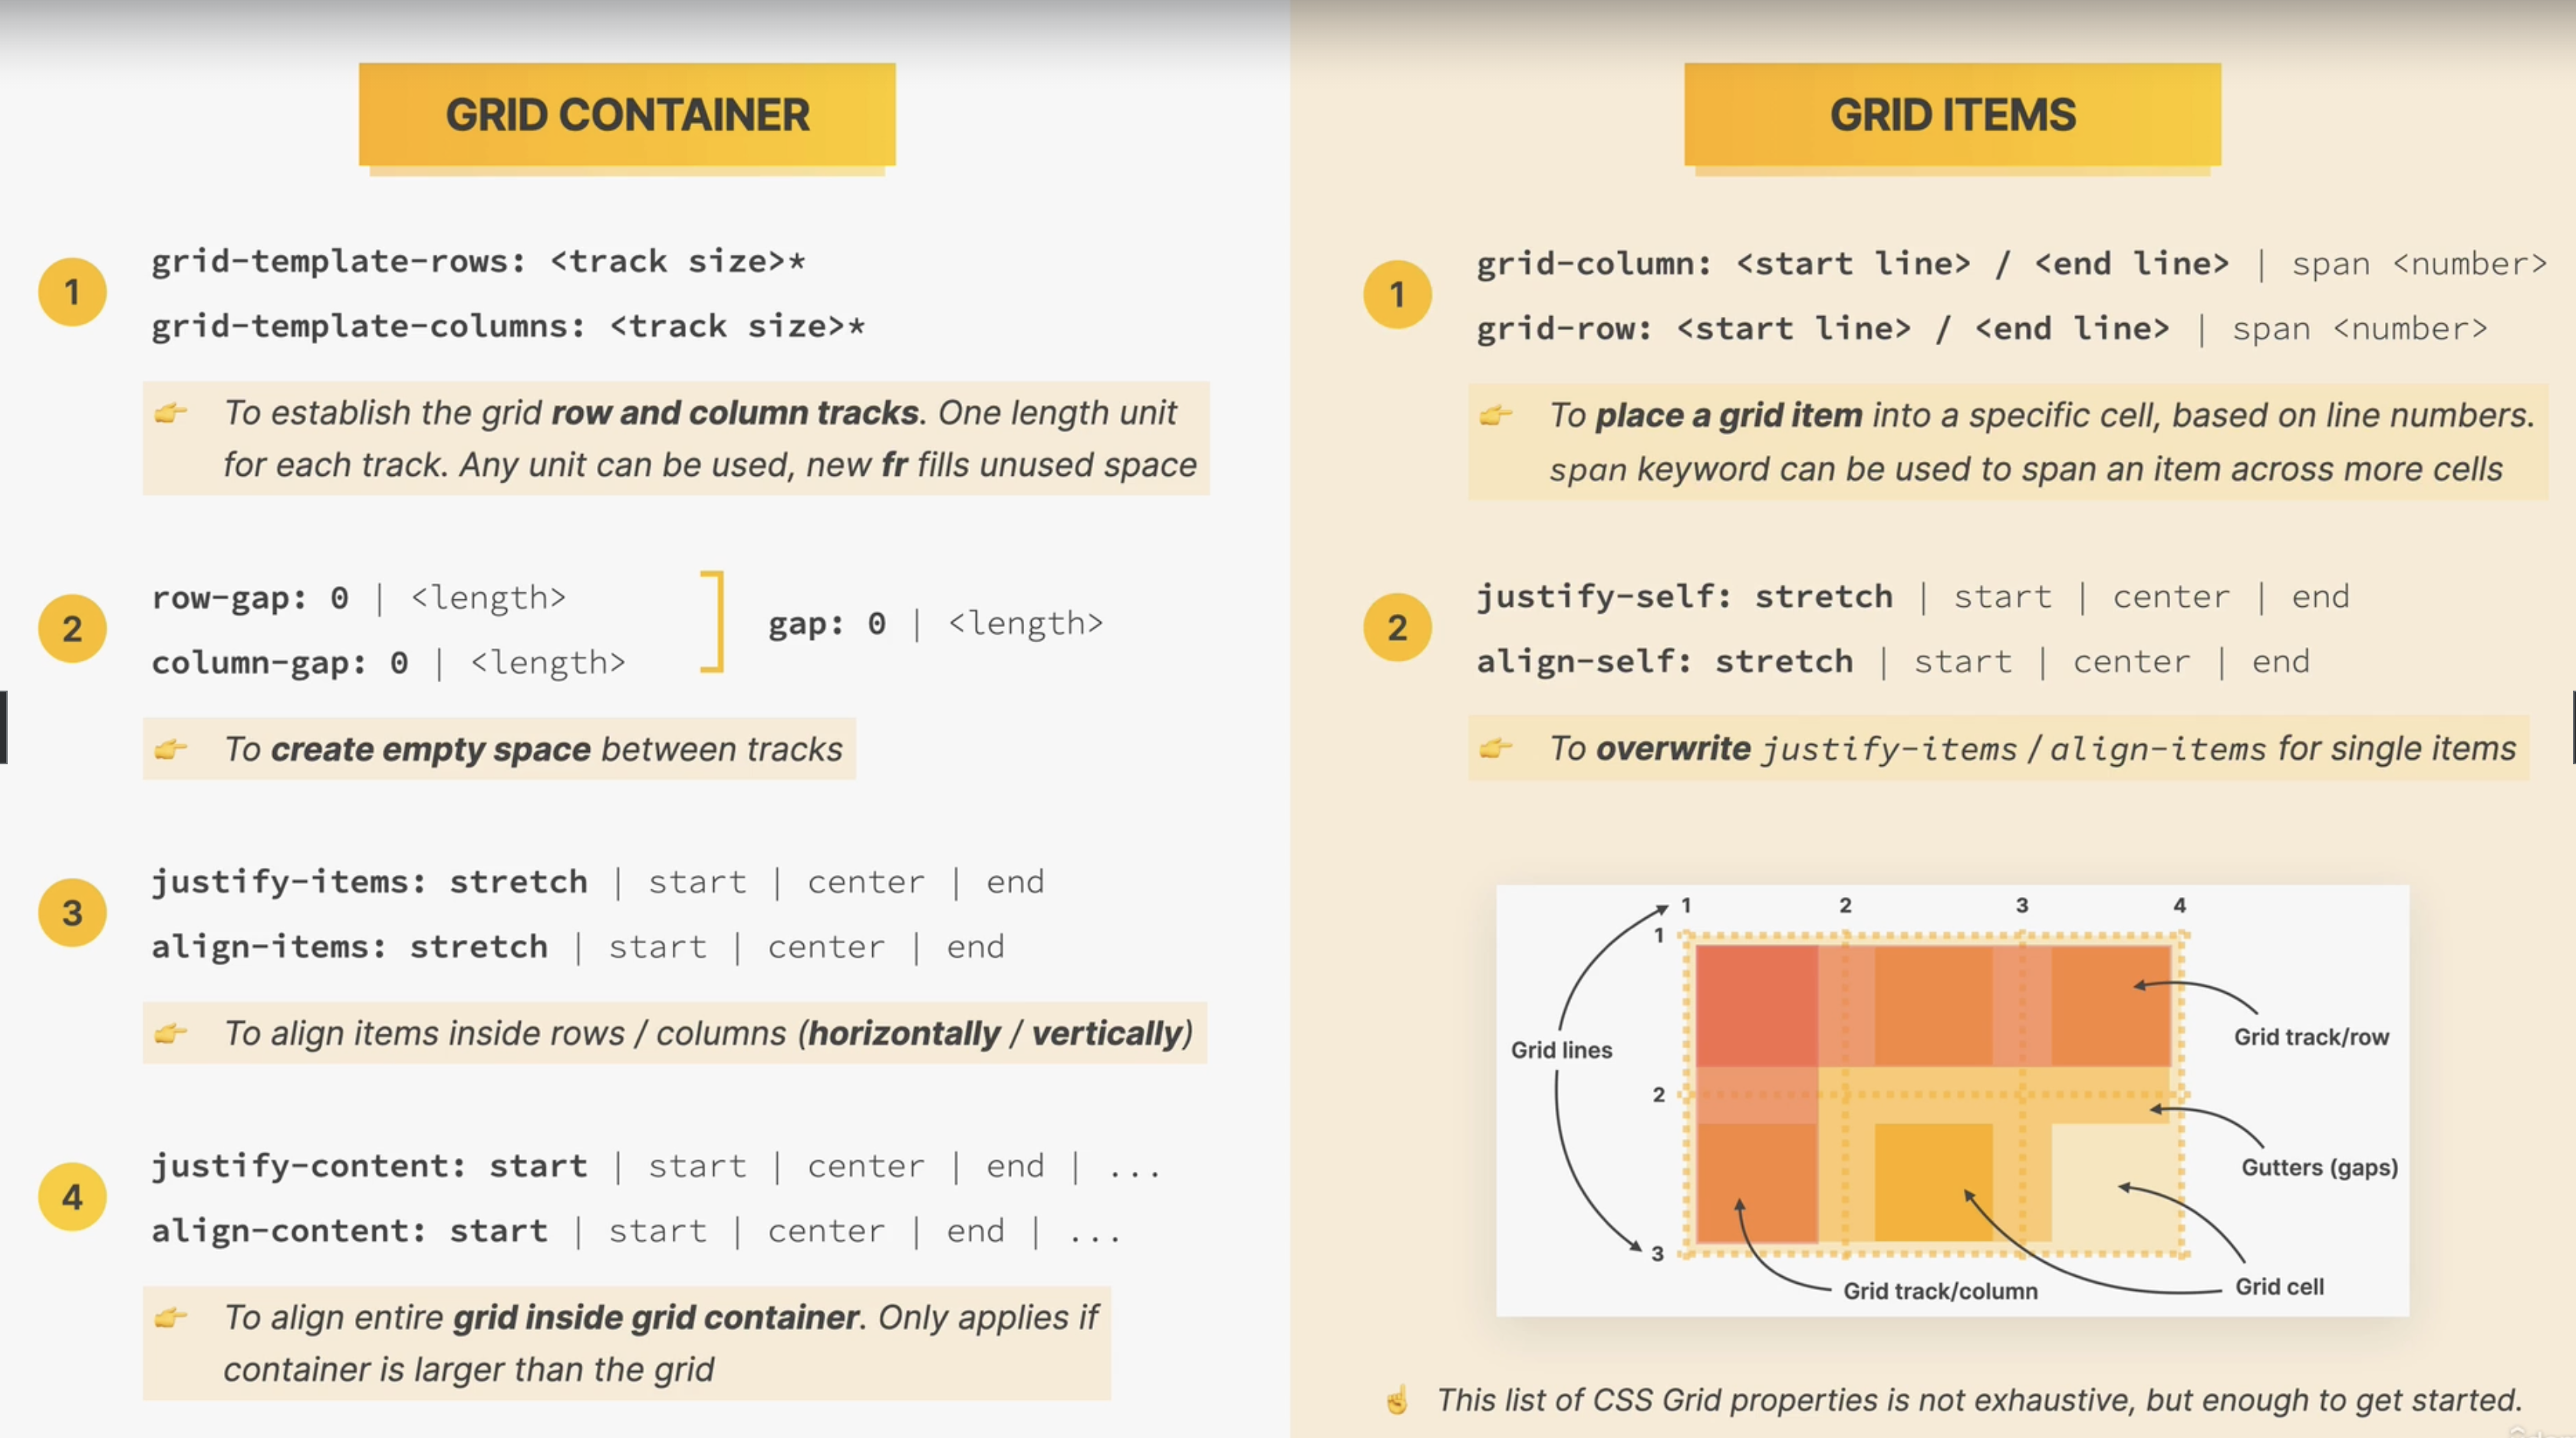 GRID CONTAINER
1
grid-template-rows: <track size>*
grid-template-columns: <track size>*
👉 To establish the grid row and column tracks. One length unit
for each track. Any unit can be used, new fr fills unused space
2
row-gap: 0 | <length>
column-gap: 0 | <length>
gap: 0 | <length>
👉 To create empty space between tracks
3
justify-items: stretch | start | center | end
align-items: stretch | start | center | end
👉 To align items inside rows / columns (horizontally / vertically)
4
justify-content: start | start | center | end | ...
align-content: start | start | center | end | ...
👉 To align entire grid inside grid container. Only applies if
container is larger than the grid
GRID ITEMS
1
grid-column: <start line> / <end line> | span <number>
grid-row: <start line> / <end line> | span <number>
👉 To place a grid item into a specific cell, based on line numbers.
span keyword can be used to span an item across more cells
2
justify-self: stretch | start | center | end
align-self: stretch | start | center | end
👉 To overwrite justify-items / align-items for single items
1 2 3 4
1
Grid track/row
Grid lines
2
Gutters (gaps)
3
Grid track/column
Grid cell
☝️ This list of CSS Grid properties is not exhaustive, but enough to get started.